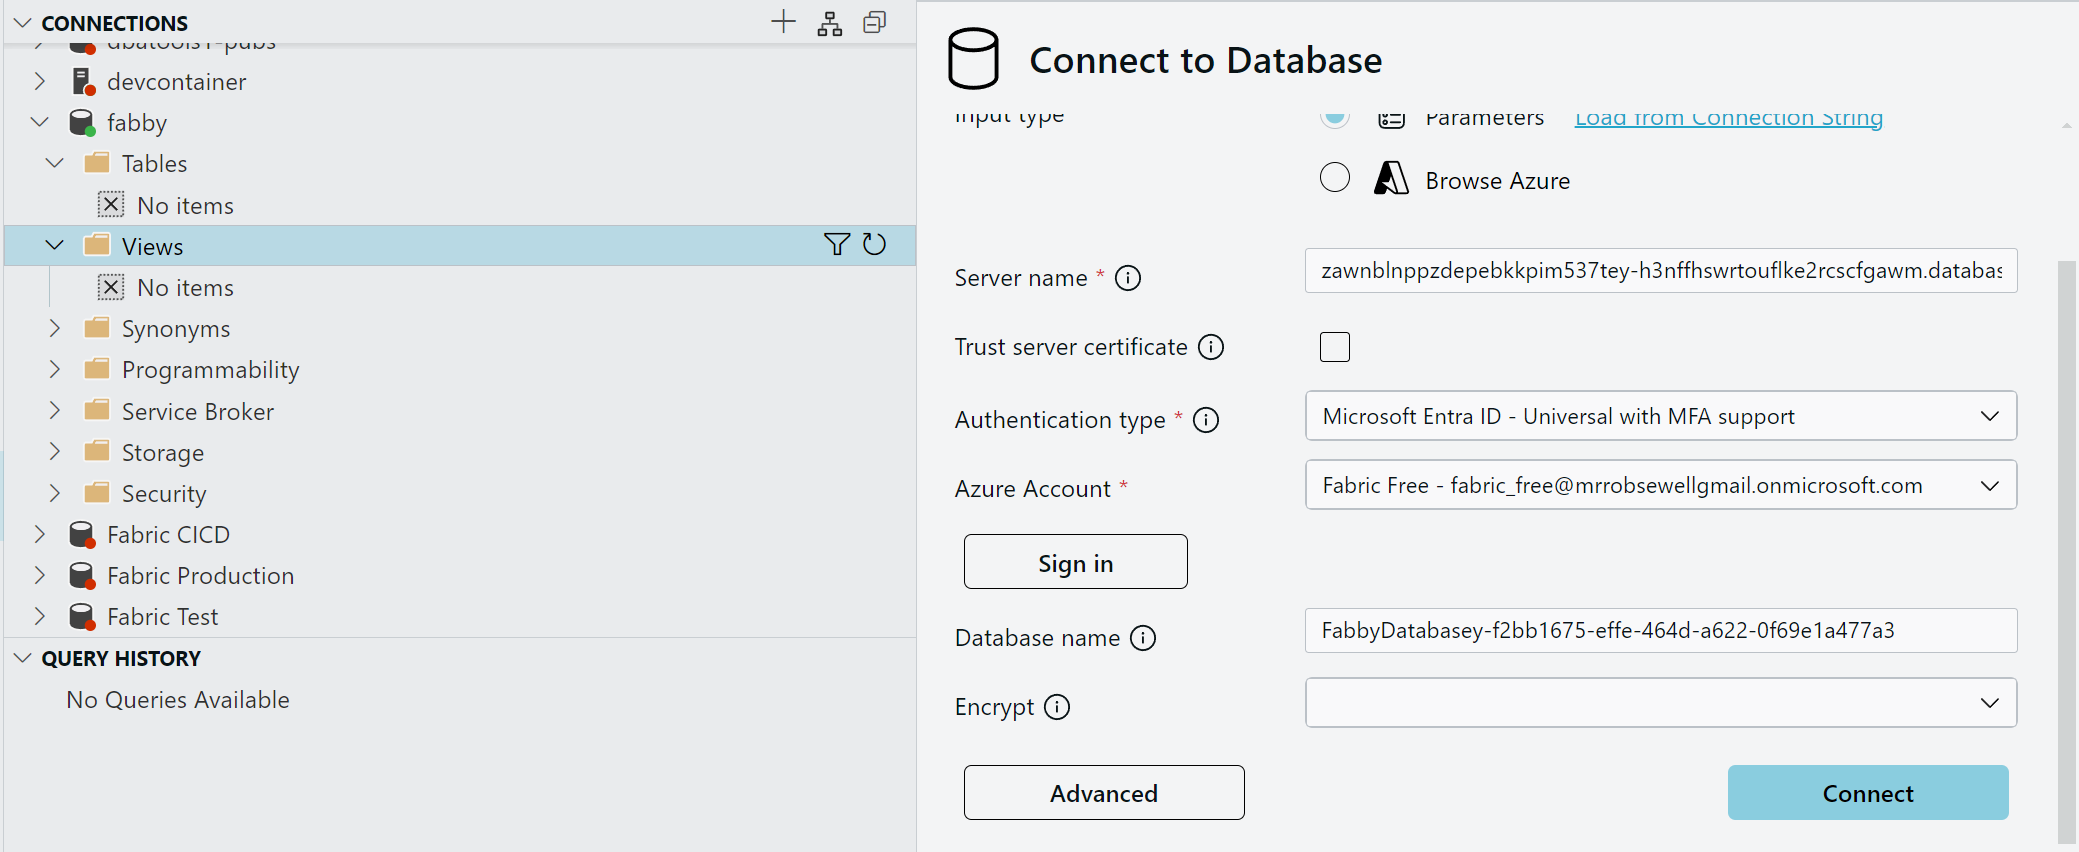 CONNECTIONS
dbatools1-pubs
devcontainer
fabby
Tables
No items
Views
No items
Synonyms
Programmability
Service Broker
Storage
Security
Fabric CICD
Fabric Production
Fabric Test
QUERY HISTORY
No Queries Available
Connect to Database
Input type
Parameters
Load from Connection String
Browse Azure
Server name *
zawnblnppzdepebkkpim537tey-h3nffhswrtouflke2rcscfgawm.databas
Trust server certificate
Authentication type *
Microsoft Entra ID - Universal with MFA support
Azure Account *
Fabric Free - fabric_free@mrrobsewellgmail.onmicrosoft.com
Sign in
Database name
FabbyDatabasey-f2bb1675-effe-464d-a622-0f69e1a477a3
Encrypt
Advanced
Connect